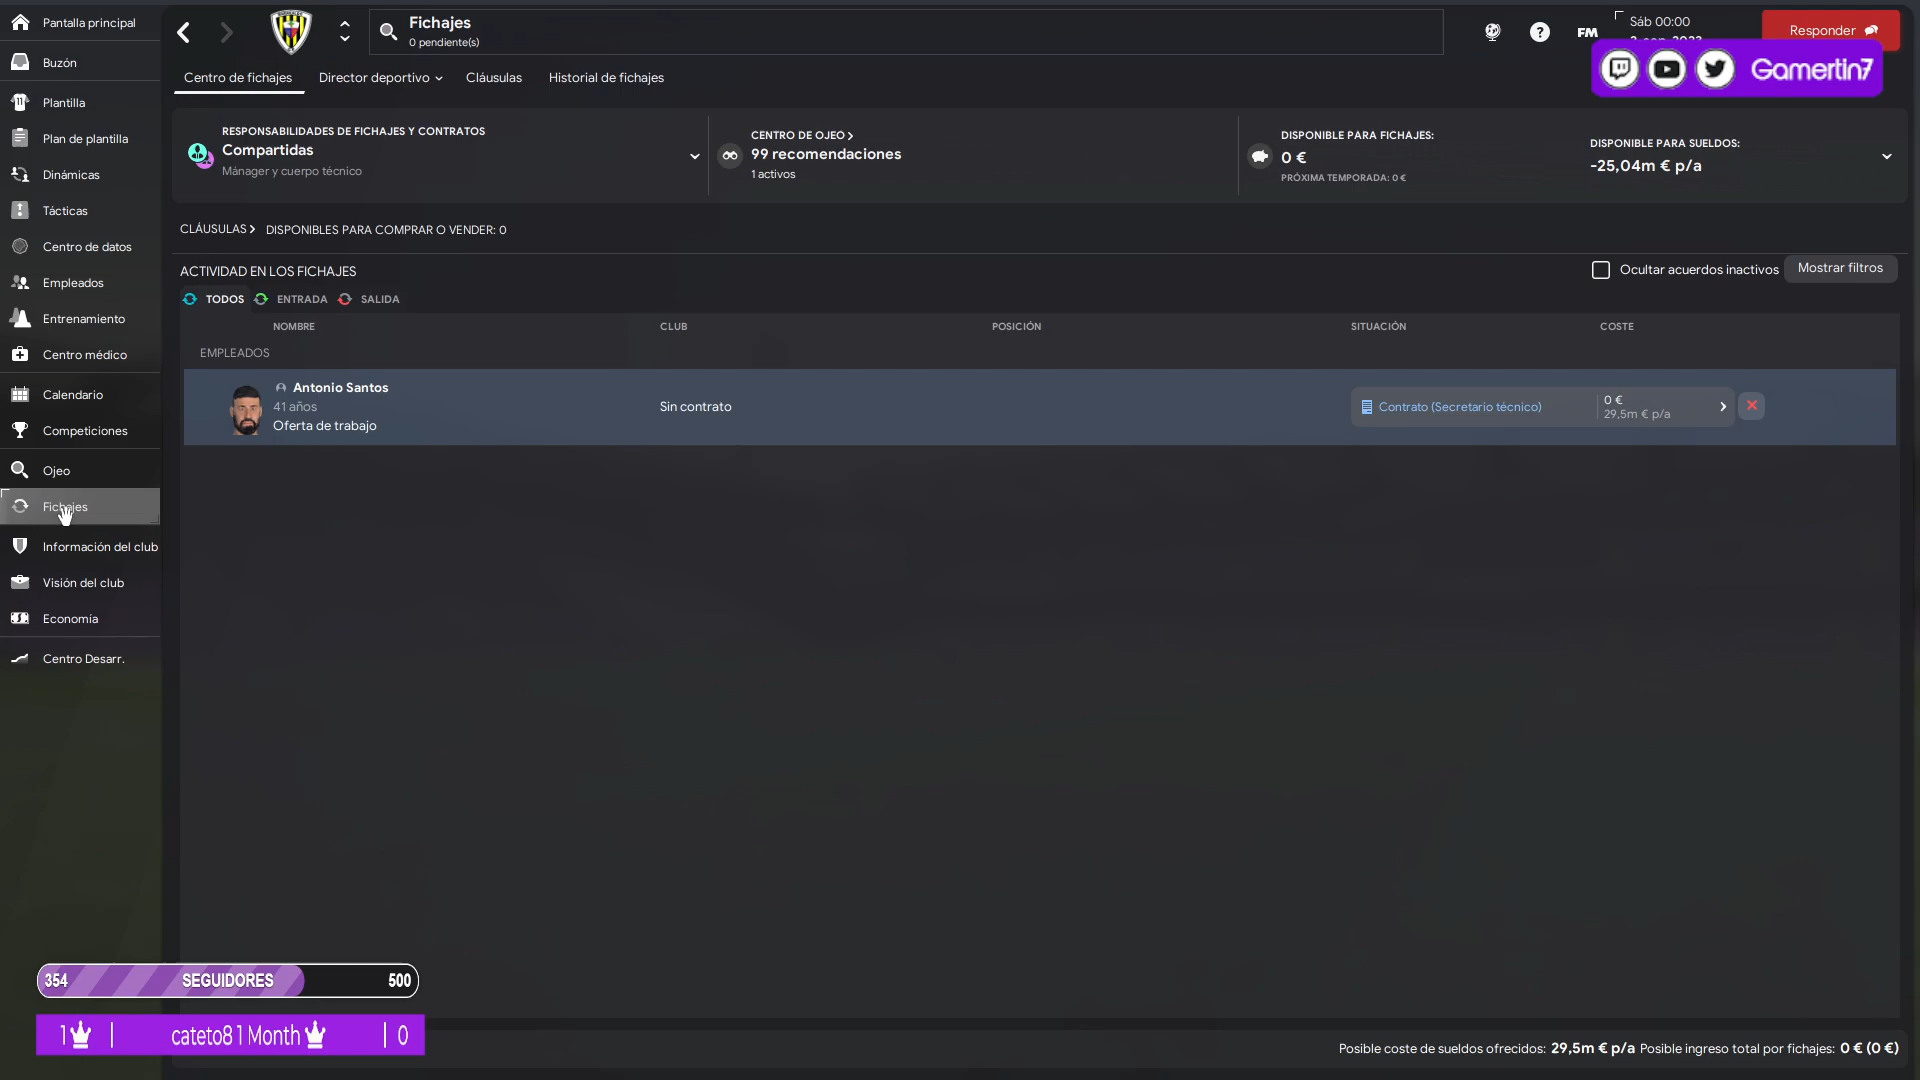 Pantalla principal
Buzón
Plantilla
Plan de plantilla
Dinámicas
Tácticas
Centro de datos
Empleados
Entrenamiento
Centro médico
Calendario
Competiciones
Ojeo
Fichajes
Información del club
Visión del club
Economía
Centro Desarr.
Fichajes
0 pendiente(s)
FM
Sáb 00:00
Responder
Gamertin7
Centro de fichajes
Director deportivo
Cláusulas
Historial de fichajes
RESPONSABILIDADES DE FICHAJES Y CONTRATOS
Compartidas
Mánager y cuerpo técnico
CENTRO DE OJEO >
99 recomendaciones
1 activos
DISPONIBLE PARA FICHAJES:
0 €
PRÓXIMA TEMPORADA: 0 €
DISPONIBLE PARA SUELDOS:
-25,04m € p/a
CLÁUSULAS > DISPONIBLES PARA COMPRAR O VENDER: 0
ACTIVIDAD EN LOS FICHAJES
Ocultar acuerdos inactivos
Mostrar filtros
TODOS ENTRADA SALIDA
NOMBRE CLUB POSICIÓN SITUACIÓN COSTE
EMPLEADOS
Antonio Santos
41 años
Oferta de trabajo
Sin contrato
Contrato (Secretario técnico)
0 €
29,5m € p/a
354 SEGUIDORES 500
1 cateto8 1 Month 0
Posible coste de sueldos ofrecidos: 29,5m € p/a Posible ingreso total por fichajes: 0 € (0 €)